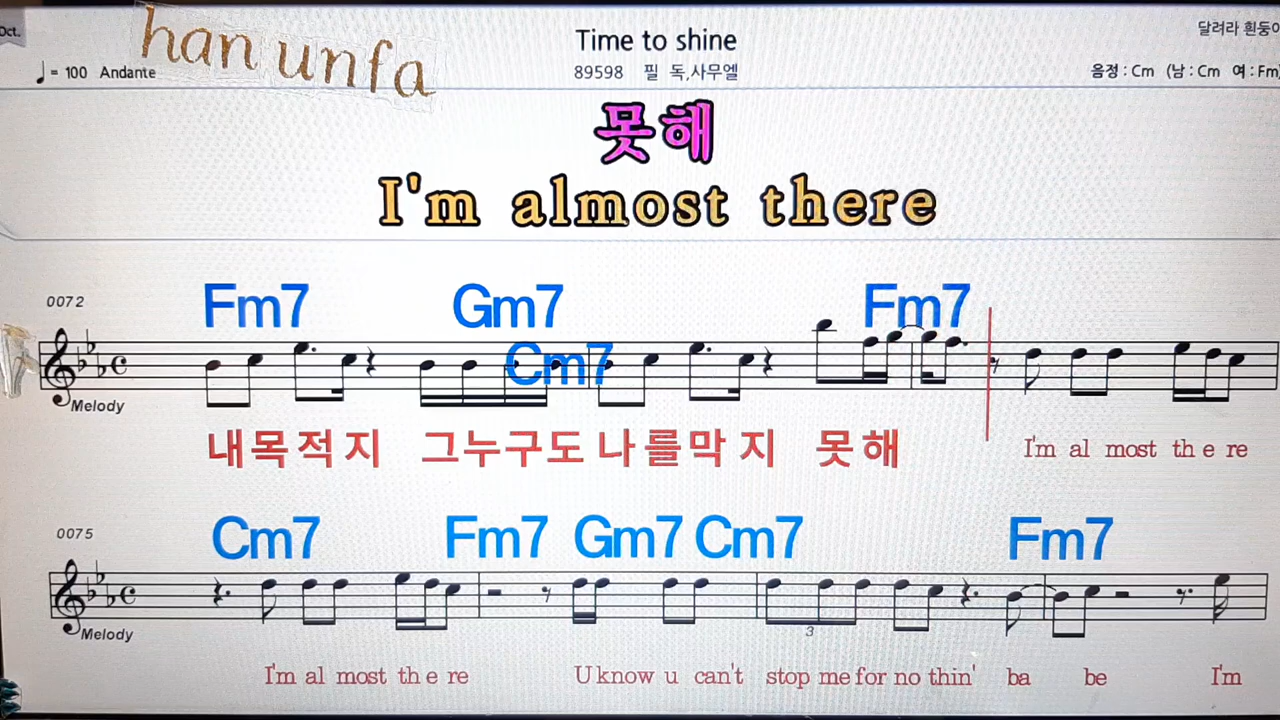 Oct.
han unfa
Time to shine
달려라 흰둥이
♩= 100 Andante
89598 필 독,사무엘
음정 : Cm (남 : Cm 여 : Fm)
못해
I'm almost there
0072
Fm7 Gm7 Cm7 Fm7
Melody
내목적지 그누구도나를막지 못해 I'm al most th e re
0075
Cm7 Fm7 Gm7 Cm7 Fm7
3
Melody
I'm al most th e re U know u can't stop me for no thin' ba be I'm